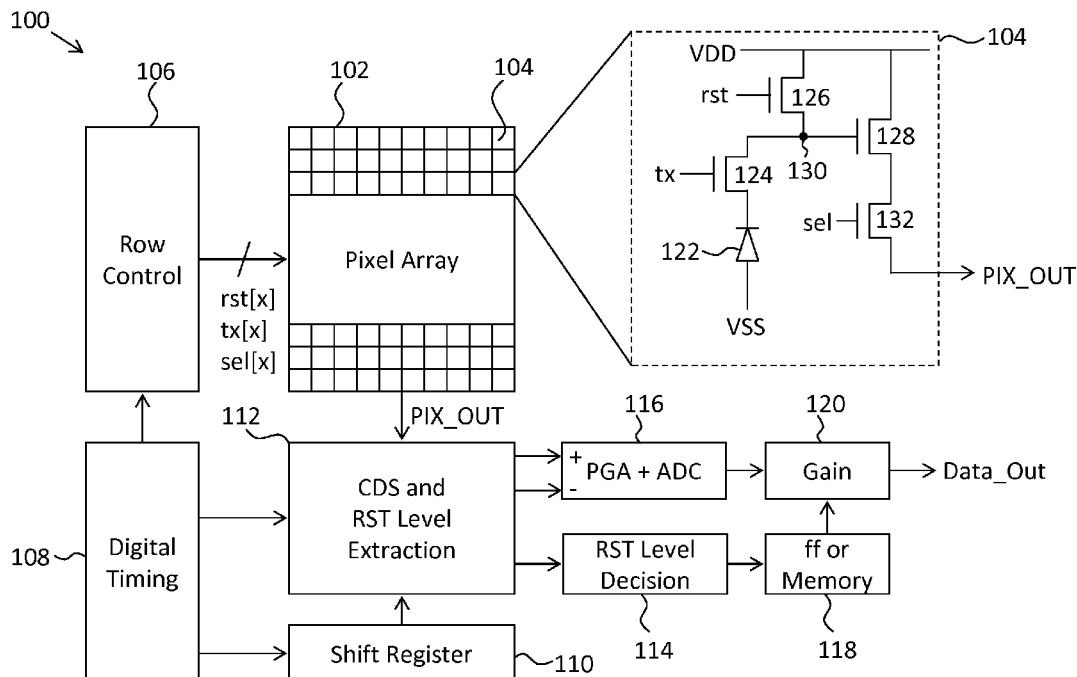 100
106
102
104
104
VDD
rst
126
128
130
tx
124
sel
132
122
PIX_OUT
VSS
Row
Control
rst[x]
tx[x]
sel[x]
Pixel Array
PIX_OUT
112
116
120
CDS and
RST Level
Extraction
+
-
PGA + ADC
Gain
Data_Out
108
Digital
Timing
RST Level
Decision
ff or
Memory
Shift Register
110
114
118